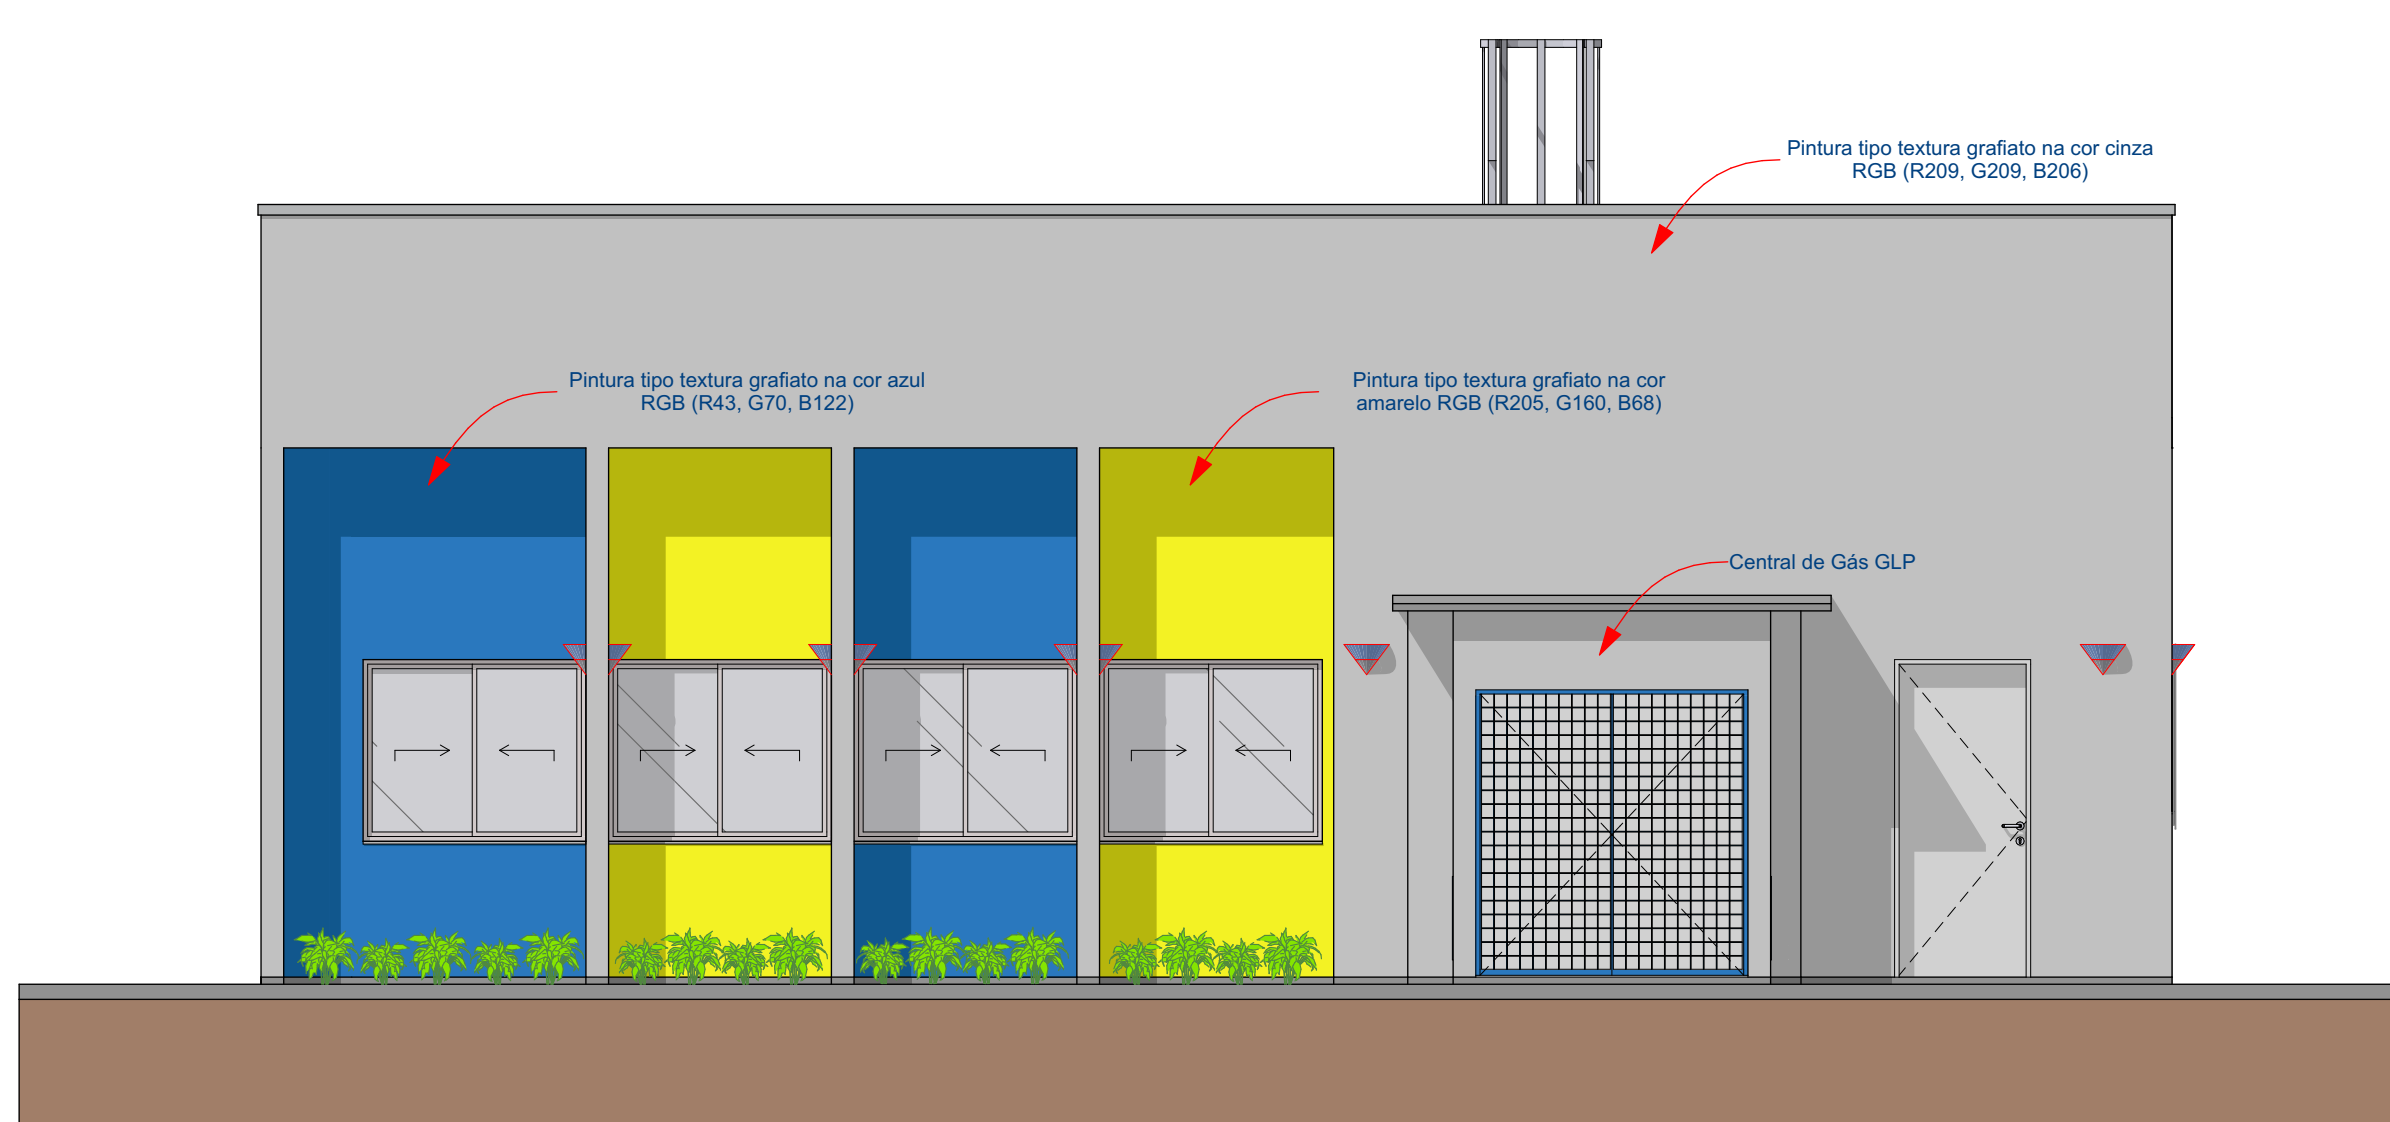 Pintura tipo textura grafiato na cor cinza
RGB (R209, G209, B206)
Pintura tipo textura grafiato na cor azul
RGB (R43, G70, B122)
Pintura tipo textura grafiato na cor
amarelo RGB (R205, G160, B68)
Central de Gás GLP